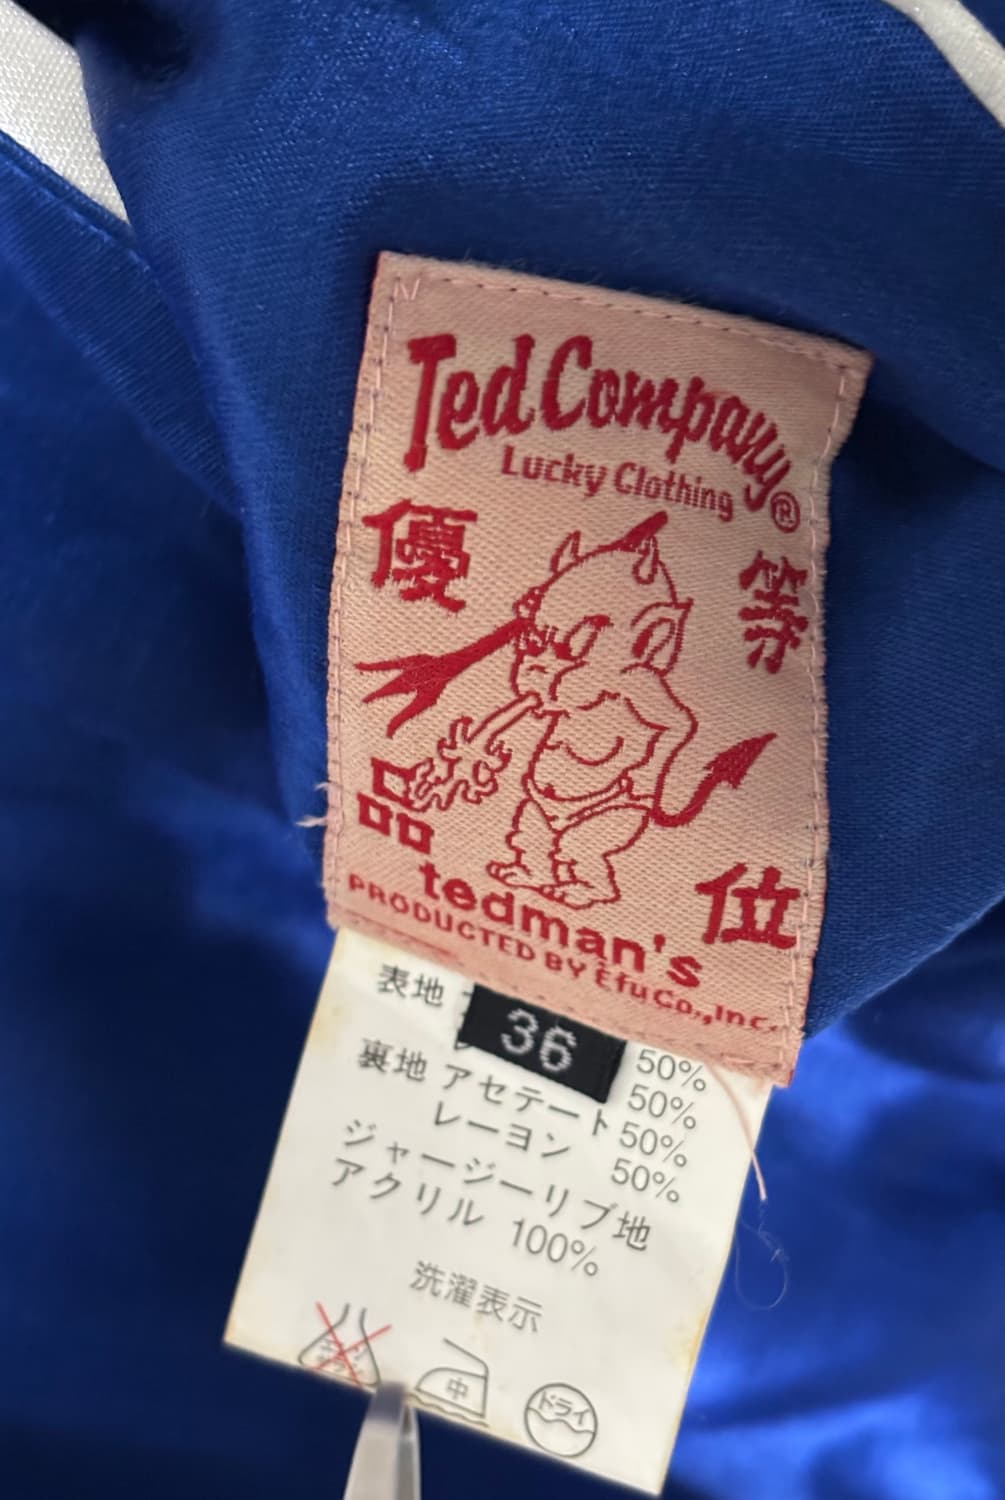 Ted Company®
Lucky Clothing
優等
品位
tedman's
PRODUCTED BY Efu Co., Inc.
36
表地
50%
50%
裏地 アセテート 50%
レーヨン 50%
ジャージーリブ地
アクリル 100%
洗濯表示
中
ドライ